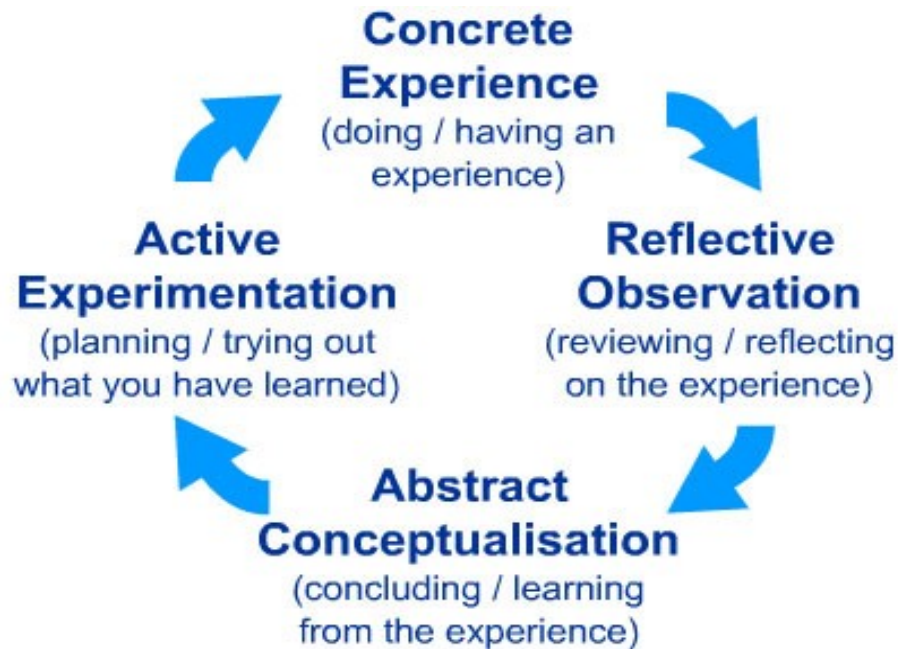 Concrete
Experience
(doing / having an
experience)
Reflective
Observation
(reviewing / reflecting
on the experience)
Abstract
Conceptualisation
(concluding / learning
from the experience)
Active
Experimentation
(planning / trying out
what you have learned)